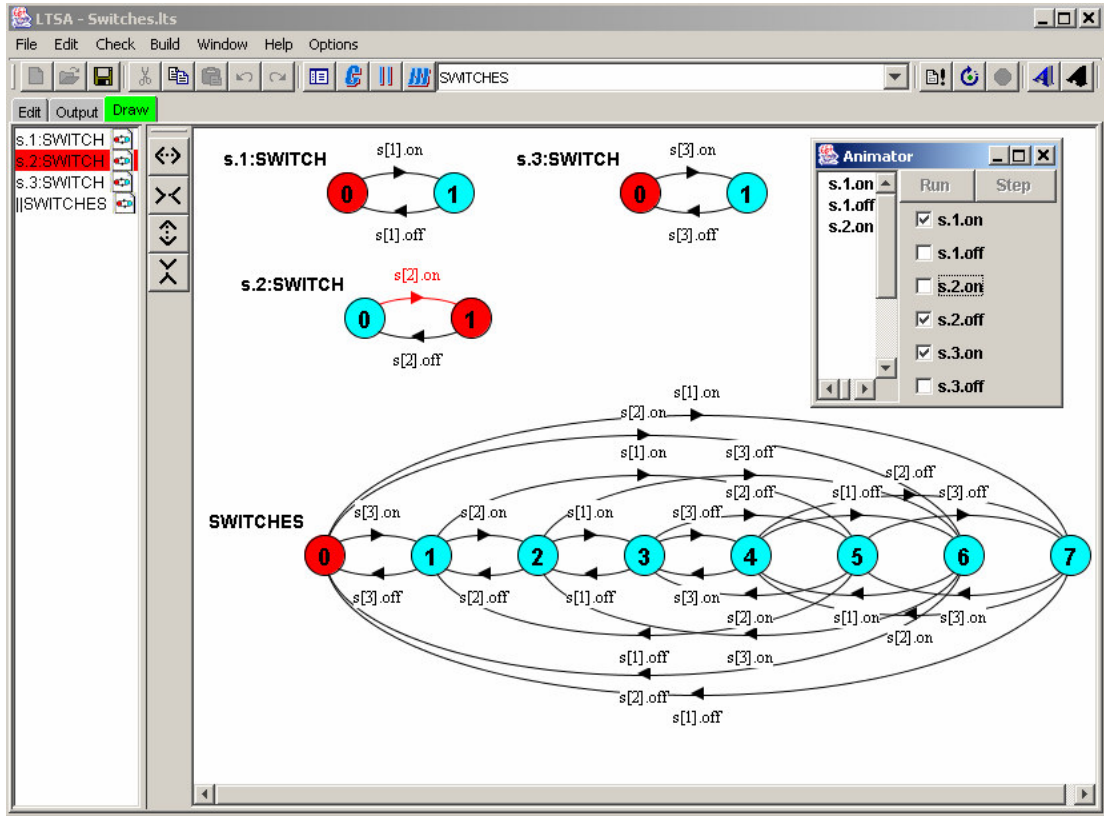 LTSA - Switches.lts
File Edit Check Build Window Help Options
SWITCHES
Edit Output Draw
s.1:SWITCH
s.2:SWITCH
s.3:SWITCH
||SWITCHES
s.1:SWITCH
s[1].on
0 1
s[1].off
s.3:SWITCH
s[3].on
0 1
s[3].off
s.2:SWITCH
s[2].on
0 1
s[2].off
Animator
s.1.on
s.1.off
s.2.on
Run Step
s.1.on
s.1.off
s.2.on
s.2.off
s.3.on
s.3.off
s[1].on
s[2].on
s[1].on s[3].off
s[2].off
s[2].off s[1].off s[3].off
s[3].on s[2].on s[1].on s[3].off
SWITCHES
0 1 2 3 4 5 6 7
s[3].off s[2].off s[1].off s[3].on
s[2].on s[1].on s[3].on
s[2].on
s[1].off s[3].on
s[2].off
s[1].off